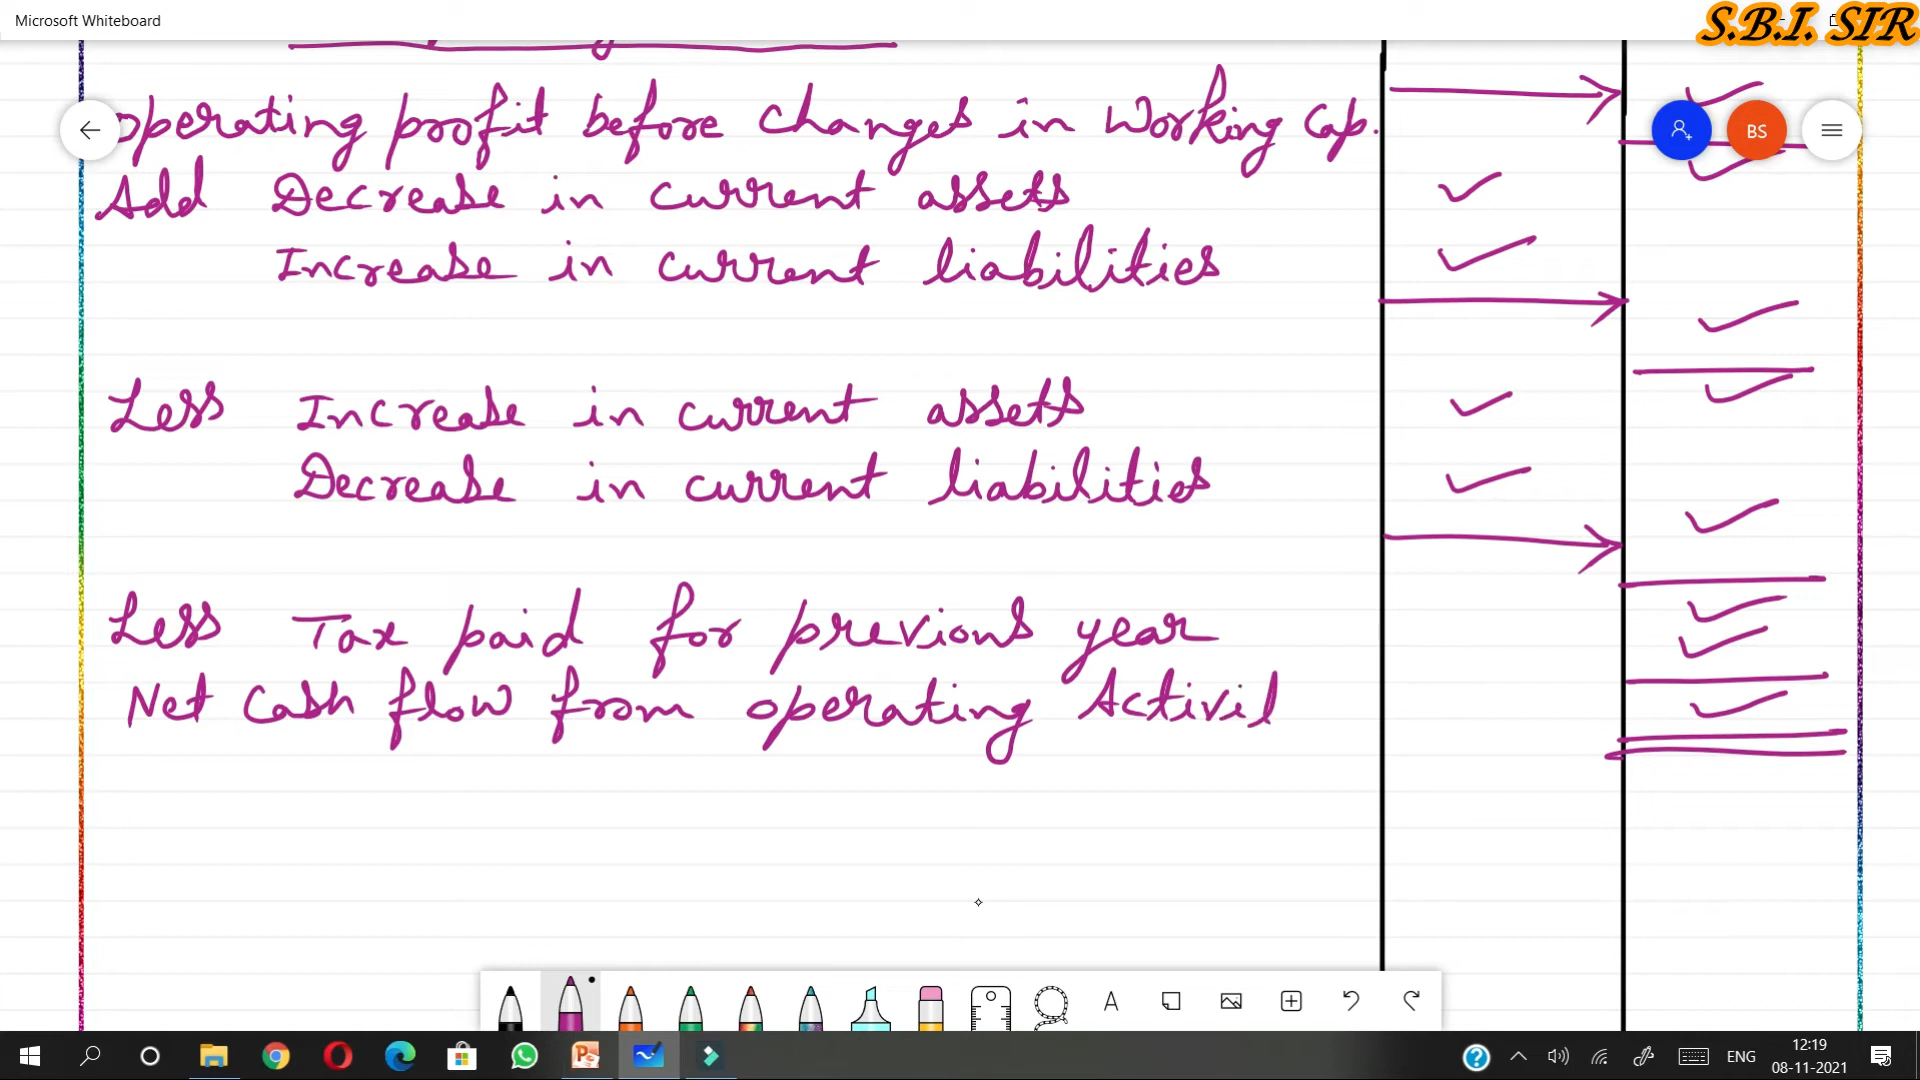 Microsoft Whiteboard
S.B.I. SIR
operating profit before changes in Working Cap.
BS
Add Decrease in current assets
Increase in current liabilities
Less Increase in current assets
Decrease in current liabilities
Less Tax paid for previous year
Net Cash flow from operating Activit
A
ENG
12:19
08-11-2021